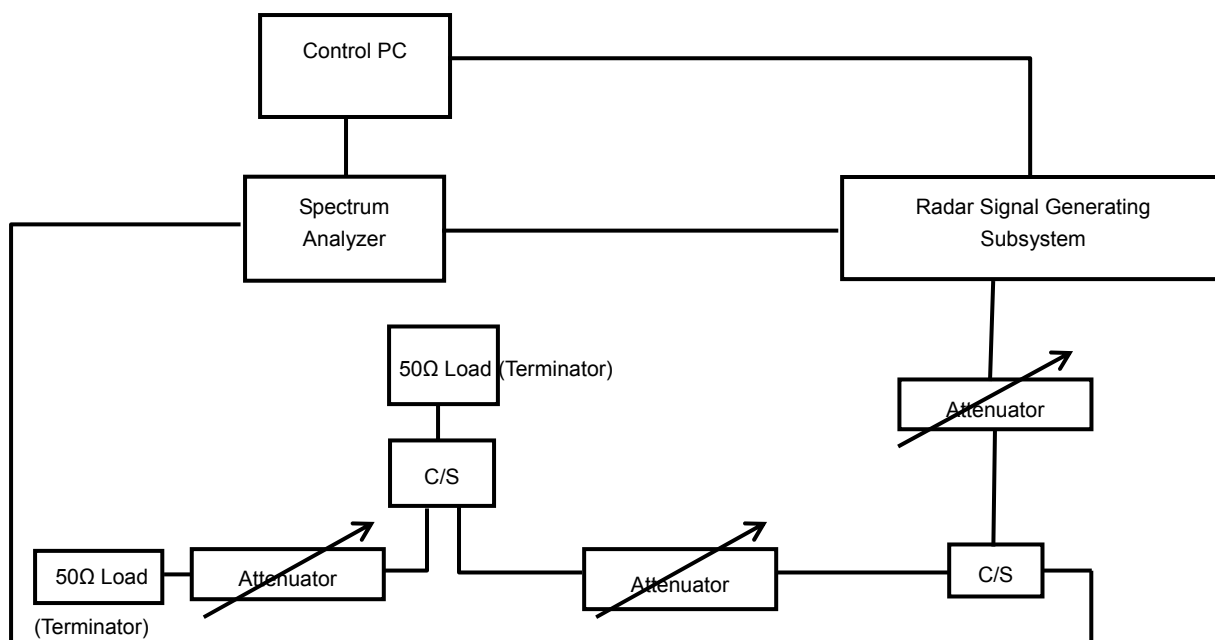 Control PC
Spectrum
Analyzer
Radar Signal Generating
Subsystem
50Ω Load (Terminator)
Attenuator
C/S
50Ω Load
(Terminator)
Attenuator
Attenuator
C/S